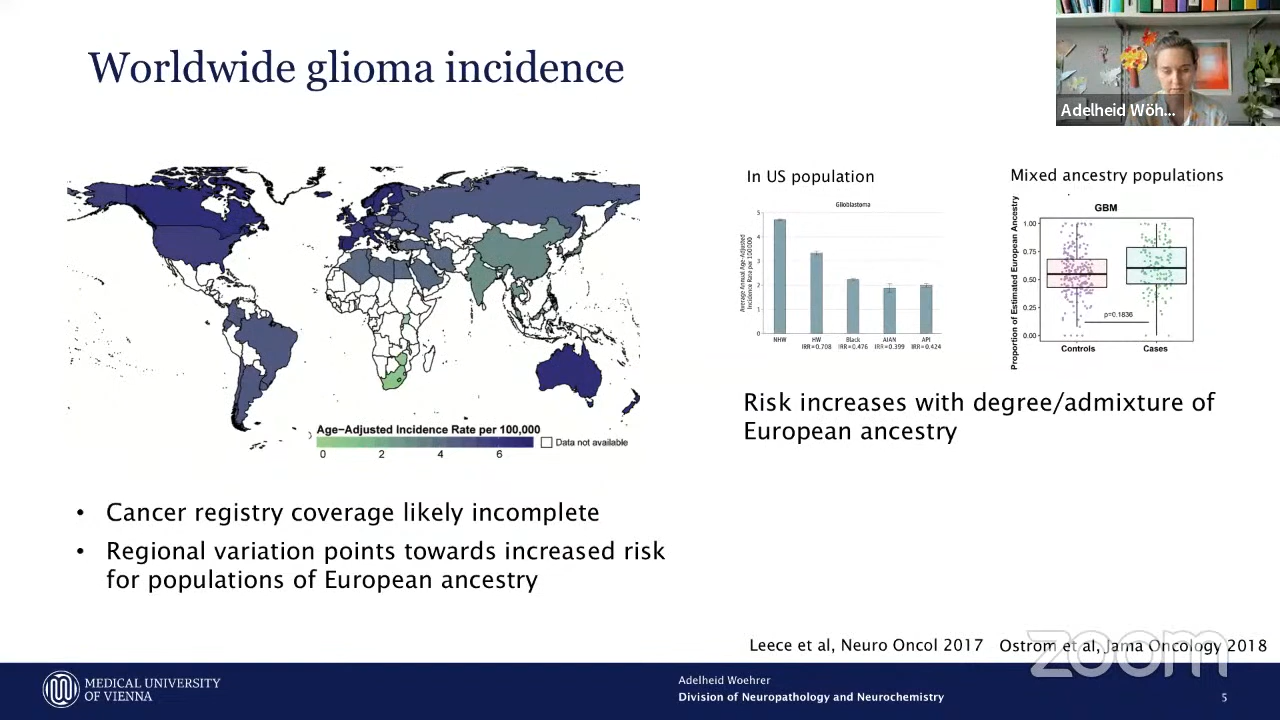 Worldwide glioma incidence
Adelheid Wöh...
Age-Adjusted Incidence Rate per 100,000
Data not available
0 2 4 6
Cancer registry coverage likely incomplete
Regional variation points towards increased risk
for populations of European ancestry
In US population
Glioblastoma
Average Annual Age-Adjusted
Incidence Rate per 100 000
5
4
3
2
1
0
NHW HW Black AIAN API
IRR=0.708 IRR=0.476 IRR=0.399 IRR=0.424
Mixed ancestry populations
GBM
Proportion of Estimated European Ancestry
1.00
0.75
0.50
0.25
0.00
p=0.1836
Controls Cases
Risk increases with degree/admixture of
European ancestry
Leece et al, Neuro Oncol 2017 Ostrom et al, Jama Oncology 2018
zoom
MEDICAL UNIVERSITY
OF VIENNA
Adelheid Woehrer
Division of Neuropathology and Neurochemistry
5